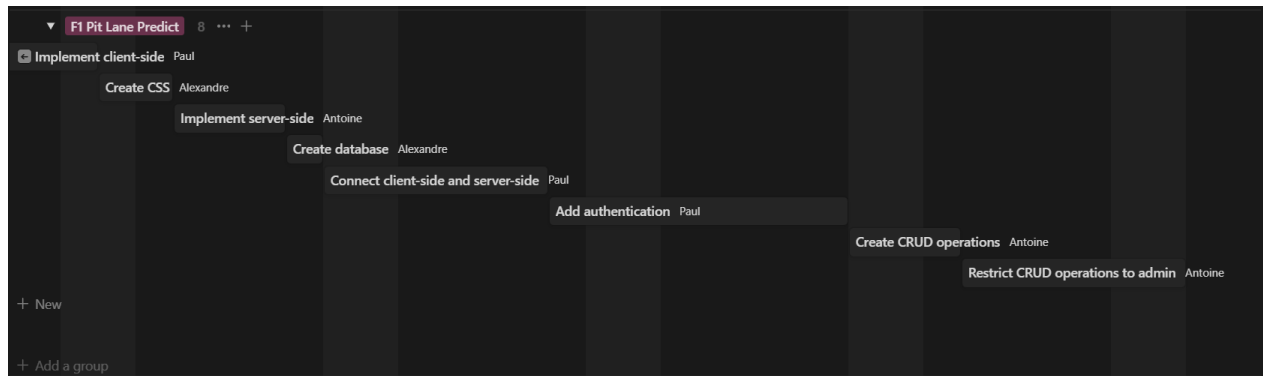 ▼ F1 Pit Lane Predict 8 ••• +
Implement client-side Paul
Create CSS Alexandre
Implement server-side Antoine
Create database Alexandre
Connect client-side and server-side Paul
Add authentication Paul
Create CRUD operations Antoine
Restrict CRUD operations to admin Antoine
+ New
+ Add a group